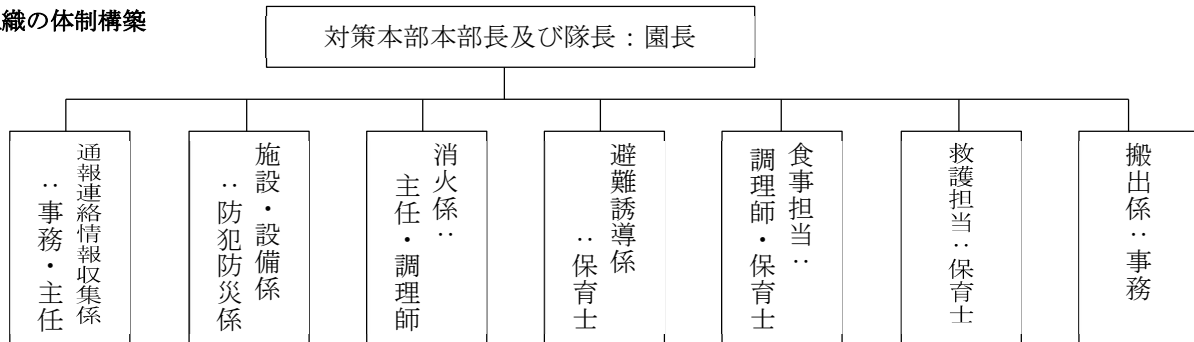 織の体制構築
対策本部本部長及び隊長：園長
通報連絡情報収集係
：事務・主任
施設・設備係
：防犯防災係
消火係：
主任・調理師
避難誘導係
：保育士
食事担当：
調理師・保育士
救護担当：保育士
搬出係：事務